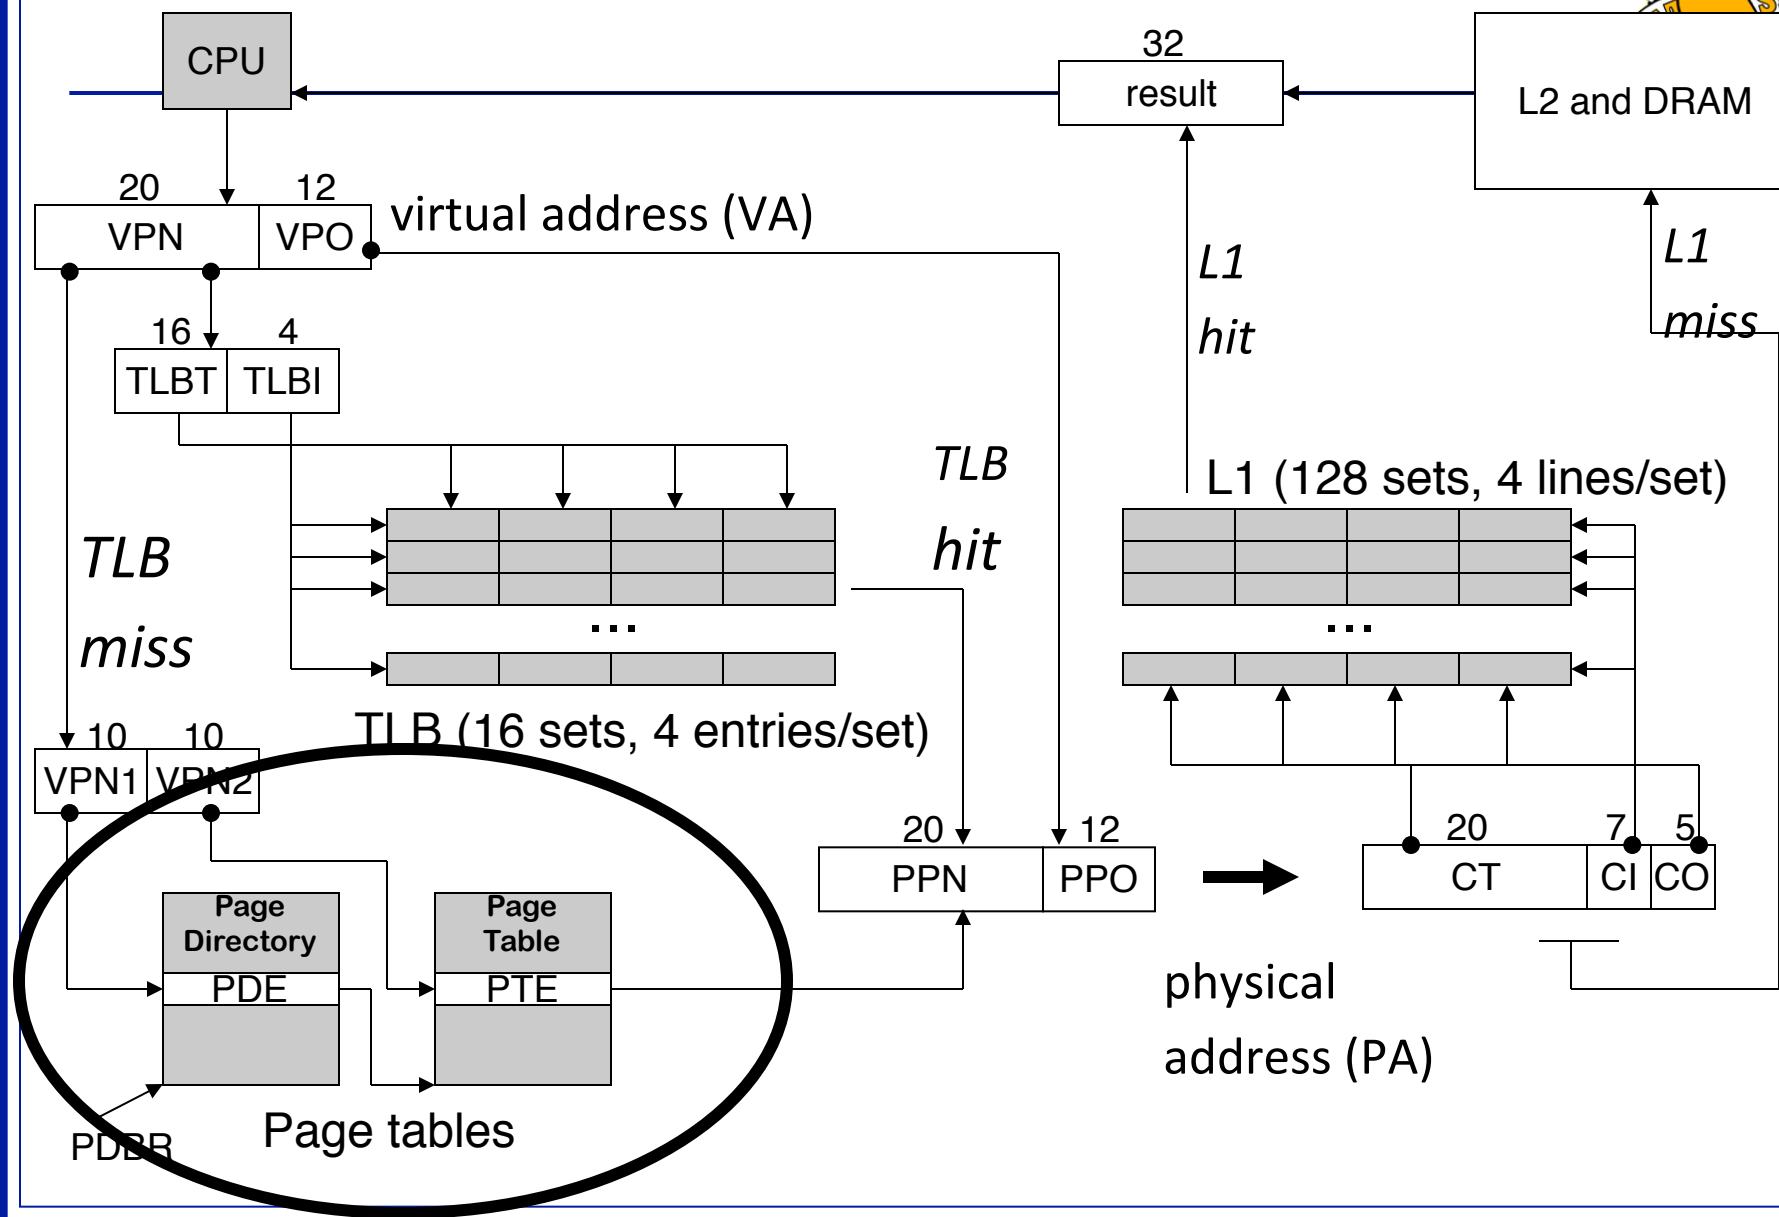 CPU
32
result
L2 and DRAM
20 12
VPN VPO
virtual address (VA)
L1
hit
L1
miss
16 4
TLBT TLBI
TLB
hit
L1 (128 sets, 4 lines/set)
TLB
miss
...
...
TLB (16 sets, 4 entries/set)
10 10
VPN1 VPN2
20 12
PPN PPO
20 7 5
CT CI CO
Page
Directory
PDE
Page
Table
PTE
physical
address (PA)
PDBR
Page tables